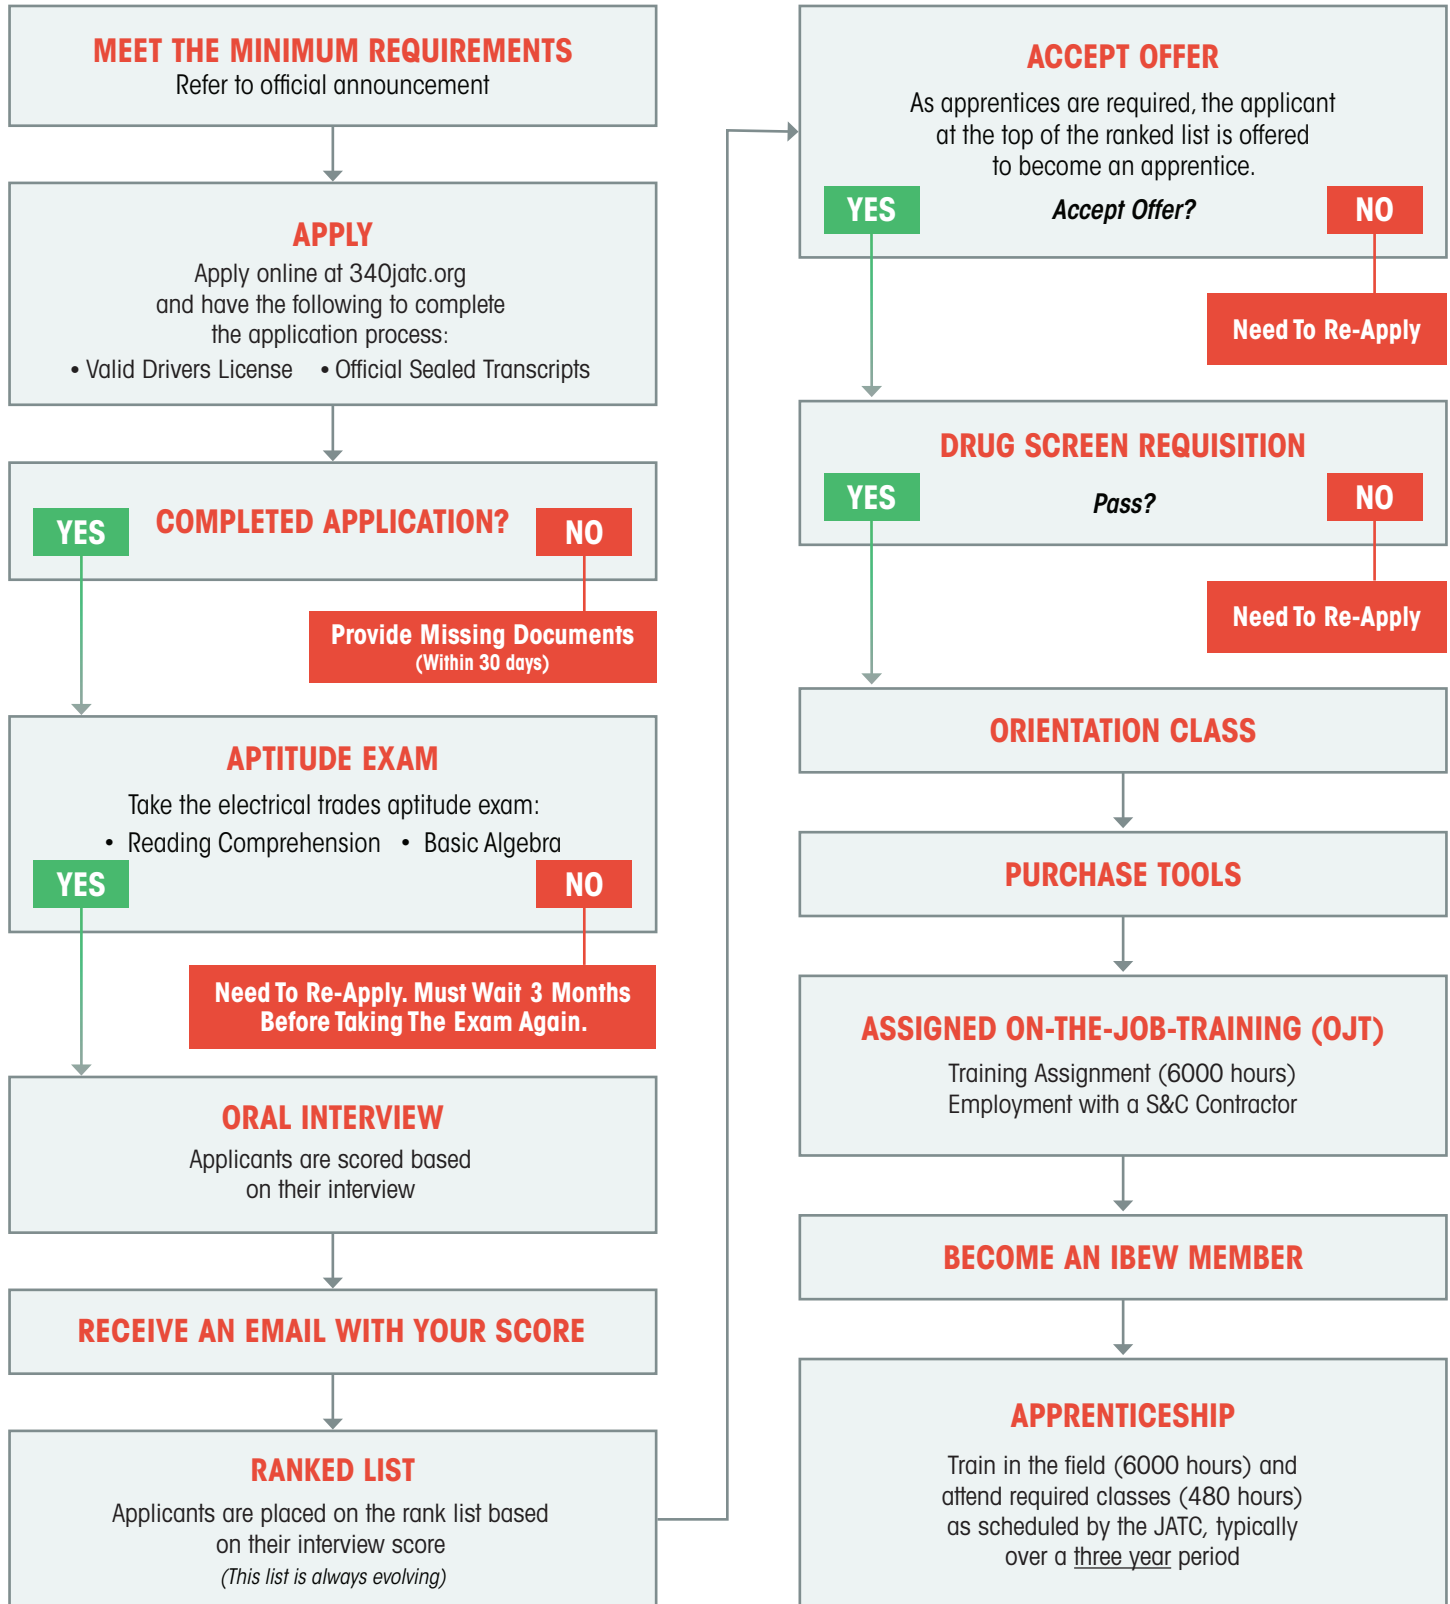 MEET THE MINIMUM REQUIREMENTS
Refer to official announcement
APPLY
Apply online at 340jatc.org
and have the following to complete
the application process:
• Valid Drivers License • Official Sealed Transcripts
YES COMPLETED APPLICATION? NO
Provide Missing Documents
(Within 30 days)
APTITUDE EXAM
Take the electrical trades aptitude exam:
• Reading Comprehension • Basic Algebra
YES NO
Need To Re-Apply. Must Wait 3 Months
Before Taking The Exam Again.
ORAL INTERVIEW
Applicants are scored based
on their interview
RECEIVE AN EMAIL WITH YOUR SCORE
RANKED LIST
Applicants are placed on the rank list based
on their interview score
(This list is always evolving)
ACCEPT OFFER
As apprentices are required, the applicant
at the top of the ranked list is offered
to become an apprentice.
YES Accept Offer? NO
Need To Re-Apply
DRUG SCREEN REQUISITION
YES Pass? NO
Need To Re-Apply
ORIENTATION CLASS
PURCHASE TOOLS
ASSIGNED ON-THE-JOB-TRAINING (OJT)
Training Assignment (6000 hours)
Employment with a S&C Contractor
BECOME AN IBEW MEMBER
APPRENTICESHIP
Train in the field (6000 hours) and
attend required classes (480 hours)
as scheduled by the JATC, typically
over a three year period